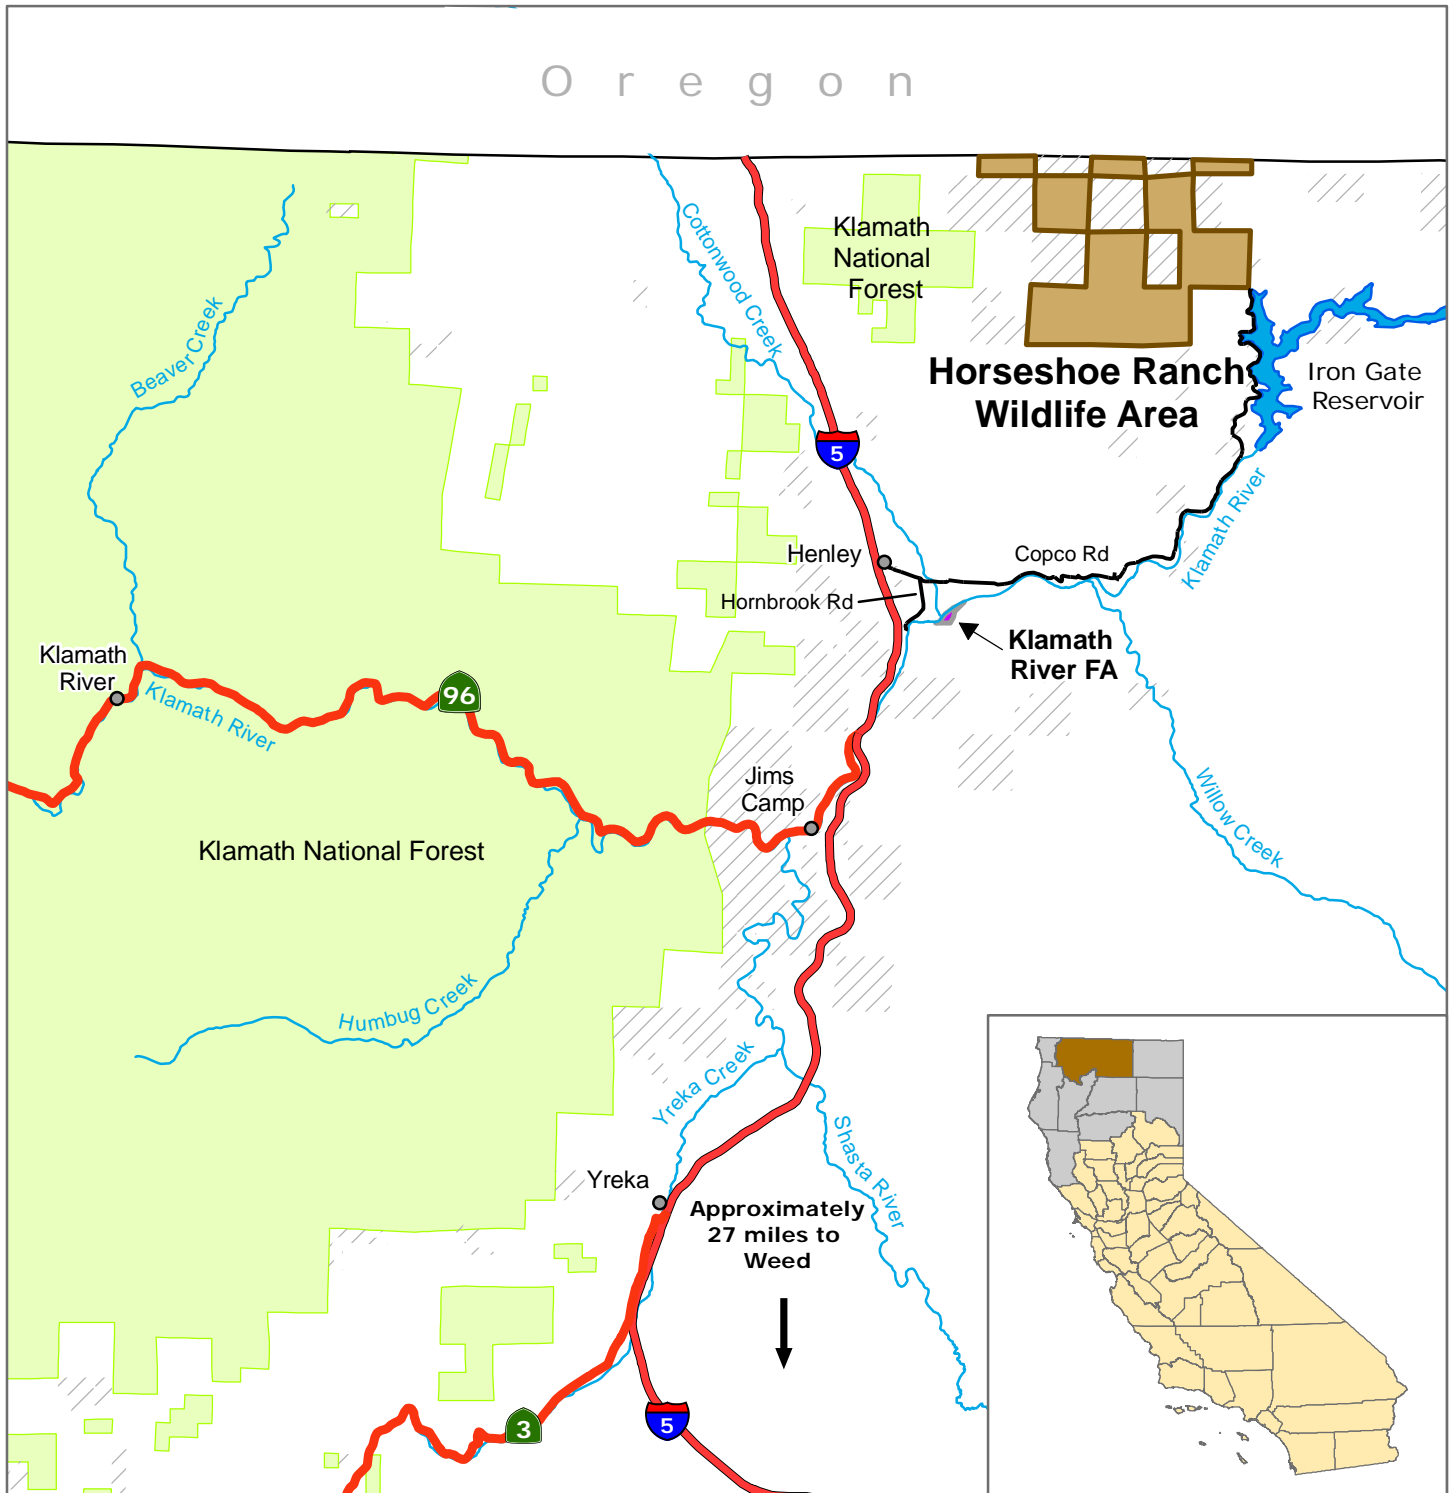 Oregon
Klamath
National
Forest
Cottonwood Creek
Beaver Creek
Horseshoe Ranch
Wildlife Area
Iron Gate
Reservoir
5
Klamath River
Henley
Copco Rd
Hornbrook Rd
Klamath
River FA
Klamath
River
Klamath River
96
Jims
Camp
Willow Creek
Klamath National Forest
Humbug Creek
Yreka Creek
Shasta River
Yreka
Approximately
27 miles to
Weed
3
5